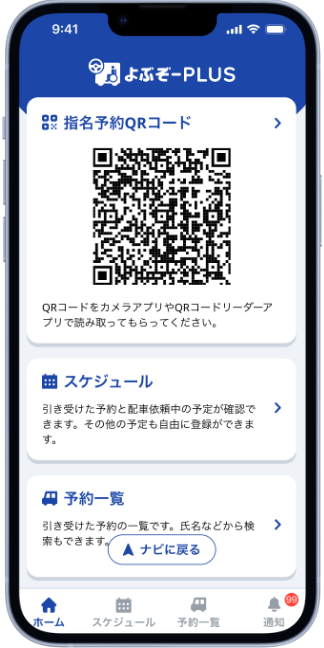 9:41
よぶぞーPLUS
指名予約QRコード
QRコードをカメラアプリやQRコードリーダーア
プリで読み取ってもらってください。
スケジュール
引き受けた予約と配車依頼中の予定が確認で
きます。その他の予定も自由に登録ができま
す。
予約一覧
引き受けた予約の一覧です。氏名などから検
索もできます。
ナビに戻る
99
ホーム
スケジュール
予約一覧
通知